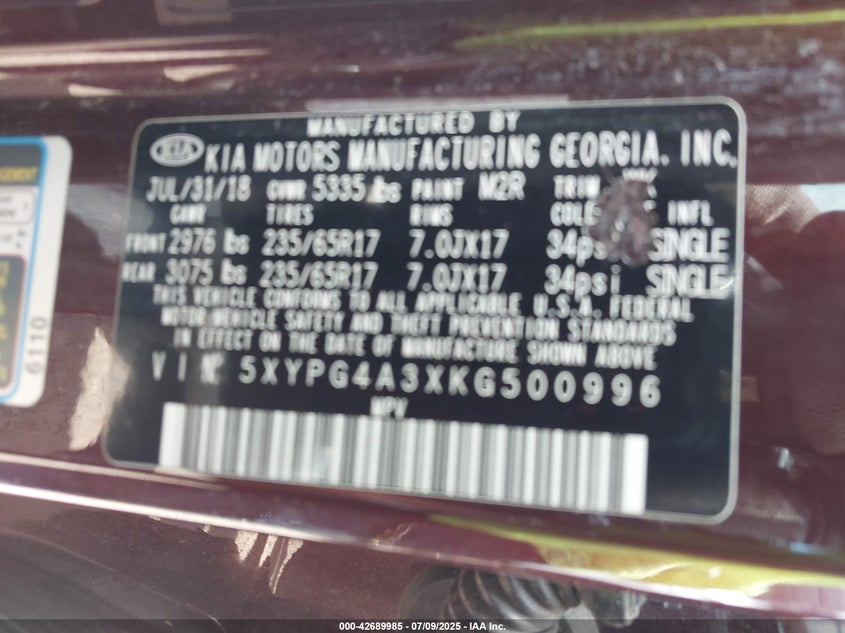 MANUFACTURED BY
KIA KIA MOTORS MANUFACTURING GEORGIA, INC.
JUL/31/18 GVWR 5335 lbs PAINT M2R TRIM
GAWR TIRES RIMS COLD INFL
FRONT 2976 lbs 235/65R17 7.0JX17 34psi SINGLE
REAR 3075 lbs 235/65R17 7.0JX17 34psi SINGLE
THIS VEHICLE CONFORMS TO ALL APPLICABLE U.S.A. FEDERAL
MOTOR VEHICLE SAFETY AND THEFT PREVENTION STANDARDS
IN EFFECT ON THE DATE OF MANUFACTURE SHOWN ABOVE
VIN: 5XYPG4A3XKG500996
MPV
6110
000-42689985 - 07/09/2025 - IAA Inc.